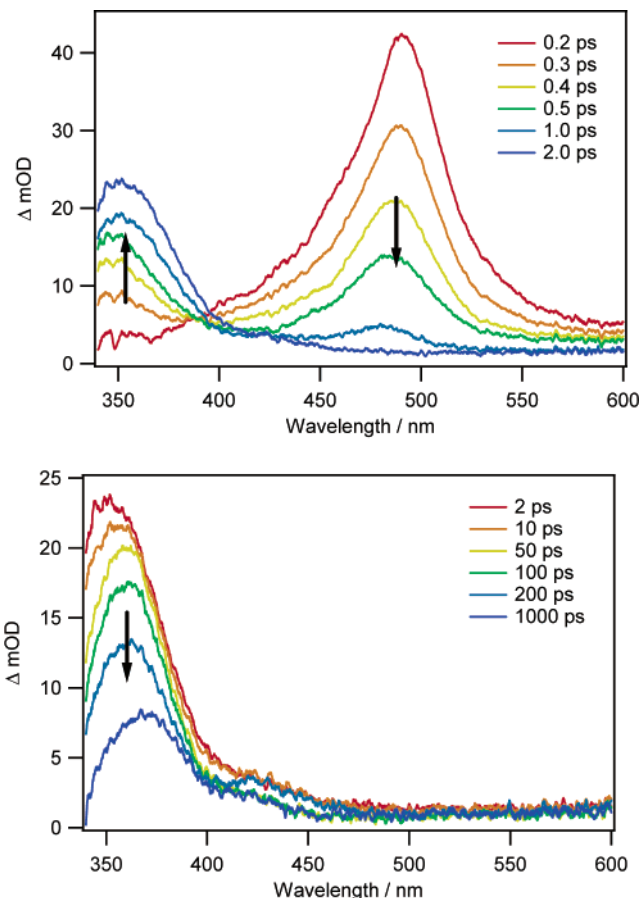 40
30
20
10
0
Δ mOD
0.2 ps
0.3 ps
0.4 ps
0.5 ps
1.0 ps
2.0 ps
350 400 450 500 550 600
Wavelength / nm
25
20
15
10
5
0
Δ mOD
2 ps
10 ps
50 ps
100 ps
200 ps
1000 ps
350 400 450 500 550 600
Wavelength / nm